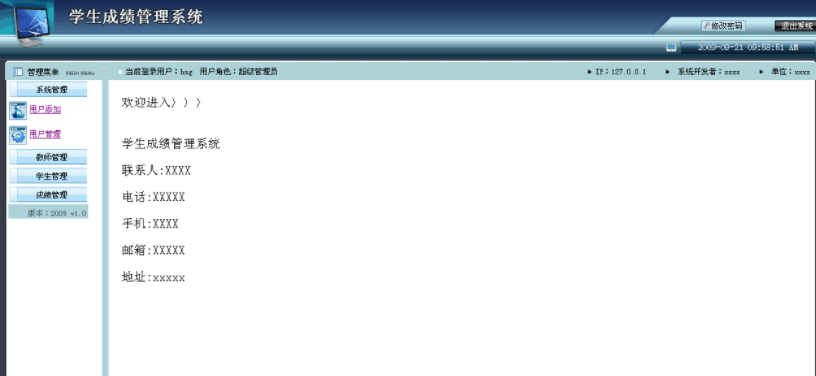 学生成绩管理系统
修改密码
退出系统
2009-09-21 09:58:51 AM
管理菜单 MENU
当前登录用户：hsg 用户角色：超级管理员
IP：127.0.0.1
系统开发者：xxxx
单位：xxxx
系统管理
用户添加
用户管理
教师管理
学生管理
成绩管理
版本：2009 v1.0
欢迎进入〉〉〉
学生成绩管理系统
联系人:XXXX
电话:XXXXX
手机:XXXX
邮箱:XXXXX
地址:xxxxx